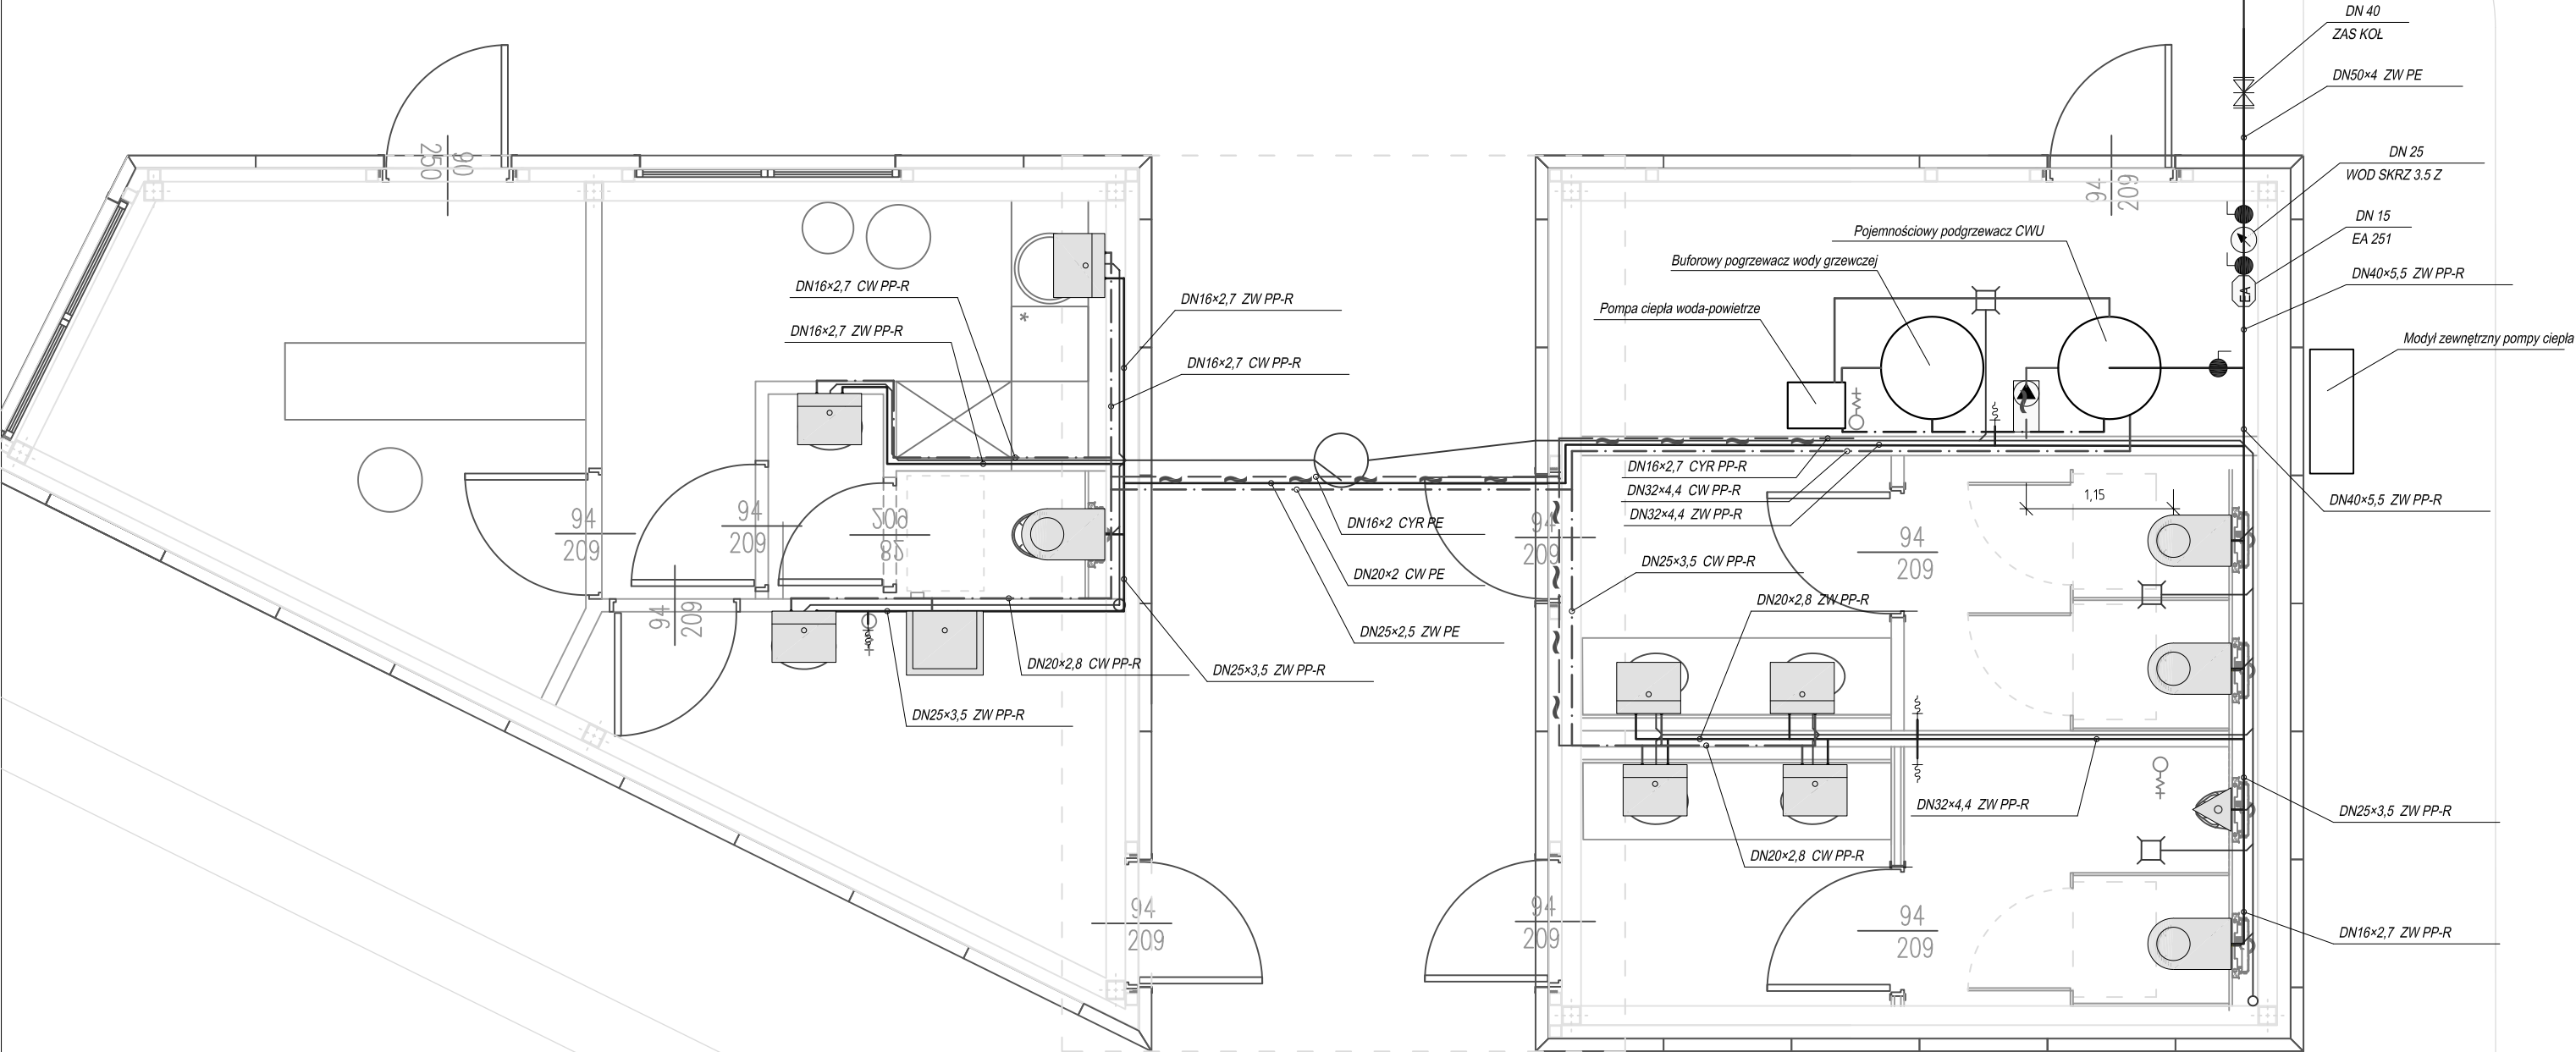 DN 40
ZAS KOŁ
DN50×4 ZW PE
DN 25
WOD SKRZ 3.5 Z
DN 15
EA 251
EA
DN40×5,5 ZW PP-R
Modył zewnętrzny pompy ciepła
DN40×5,5 ZW PP-R
DN25×3,5 ZW PP-R
DN16×2,7 ZW PP-R
90
250
94
209
Pojemnościowy podgrzewacz CWU
Buforowy pogrzewacz wody grzewczej
Pompa ciepła woda-powietrze
DN16×2,7 CW PP-R
DN16×2,7 ZW PP-R
DN16×2,7 ZW PP-R
DN16×2,7 CW PP-R
*
DN16×2,7 CYR PP-R
DN32×4,4 CW PP-R
DN32×4,4 ZW PP-R
1,15
DN16×2 CYR PE
DN20×2 CW PE
DN25×2,5 ZW PE
94
209
94
209
82
209
94
209
94
209
94
209
DN25×3,5 CW PP-R
DN20×2,8 ZW PP-R
DN20×2,8 CW PP-R
DN25×3,5 ZW PP-R
DN25×3,5 ZW PP-R
DN32×4,4 ZW PP-R
DN20×2,8 CW PP-R
94
209
94
209
94
209